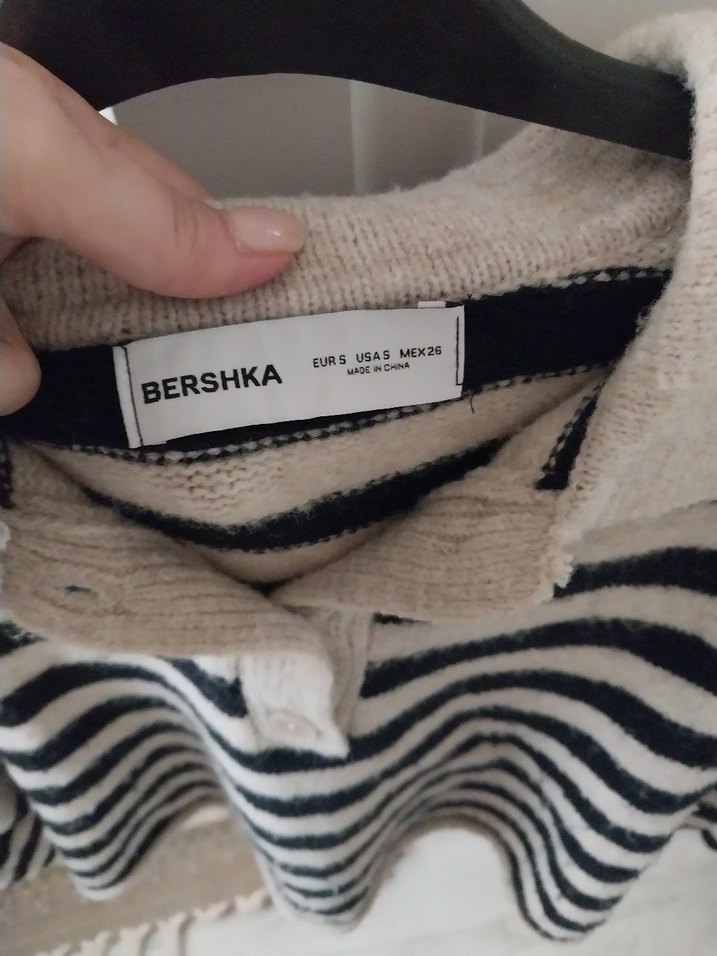 BERSHKA
EUR S USA S MEX 26
MADE IN CHINA